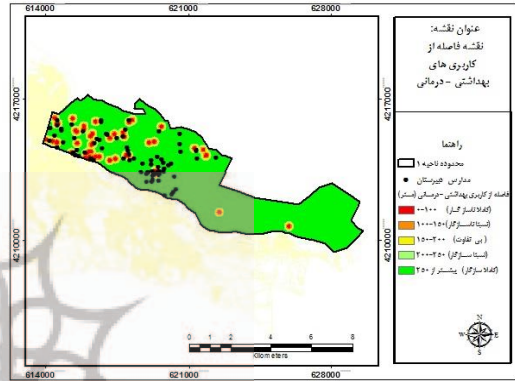 614000 621000 628000
4217000
4210000
4217000
4210000
عنوان نقشه:
نقشه فاصله از
کاربری های
بهداشتی - درمانی
راهنما
محدوده ناحیه ۱
مدارس دبیرستان
فاصله از کاربری بهداشتی-درمانی (متر)
۰-۱۰۰ (کاملا ناسازگار)
۱۰۰-۱۵۰ (نسبتا ناسازگار)
۱۵۰-۲۰۰ (بی تفاوت)
۲۰۰-۲۵۰ (نسبتا سازگار)
بیشتر از ۲۵۰ (کاملا سازگار)
N
W E
S
0 1 2 4 6 8
Kilometers
614000 621000 628000